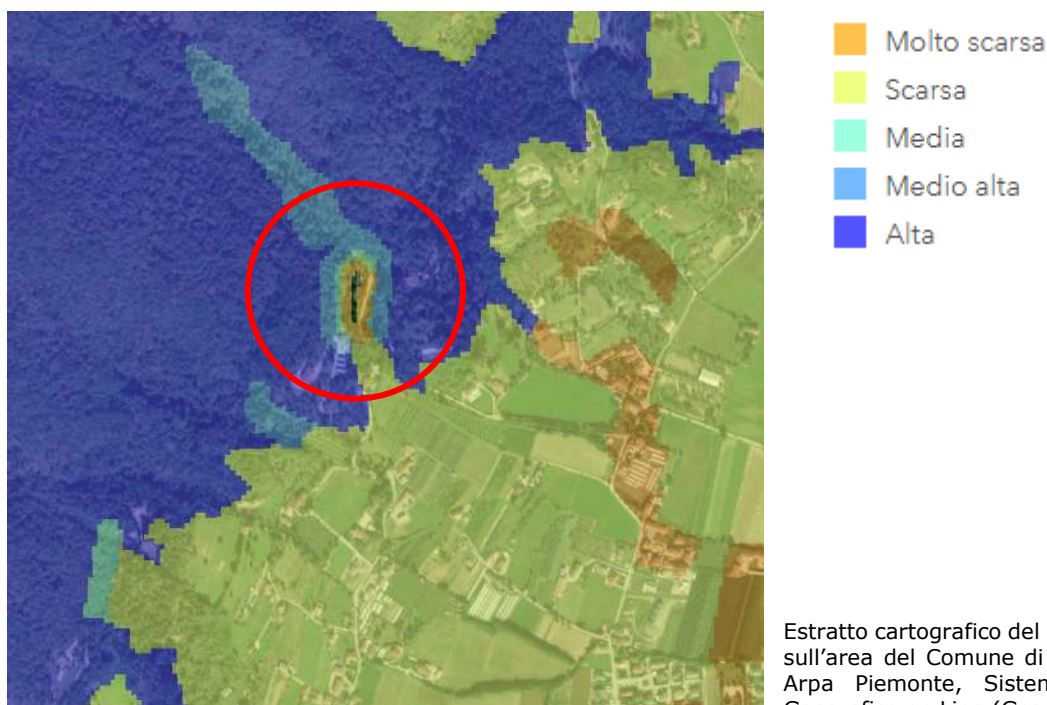 Molto scarsa
Scarsa
Media
Medio alta
Alta
Estratto cartografico del
sull'area del Comune di
Arpa Piemonte, Sisten